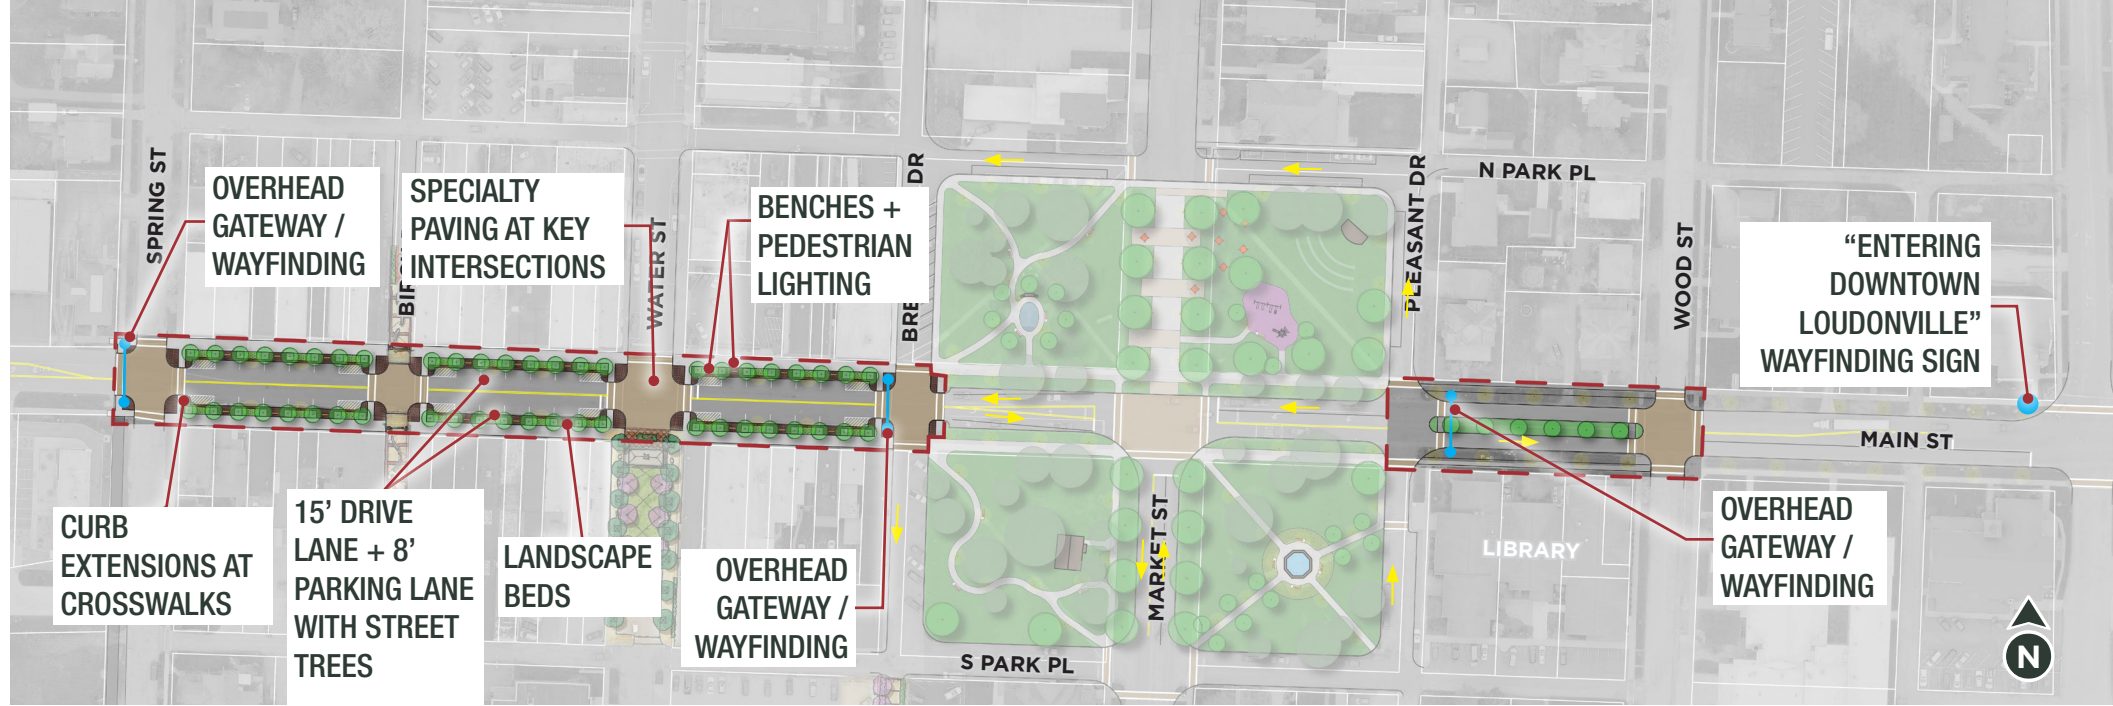 SPRING ST
OVERHEAD
GATEWAY /
WAYFINDING
SPECIALTY
PAVING AT KEY
INTERSECTIONS
WATER ST
BENCHES +
PEDESTRIAN
LIGHTING
DR
PLEASANT DR
N PARK PL
WOOD ST
“ENTERING
DOWNTOWN
LOUDONVILLE”
WAYFINDING SIGN
MAIN ST
CURB
EXTENSIONS AT
CROSSWALKS
15’ DRIVE
LANE + 8’
PARKING LANE
WITH STREET
TREES
LANDSCAPE
BEDS
OVERHEAD
GATEWAY /
WAYFINDING
MARKET ST
S PARK PL
LIBRARY
OVERHEAD
GATEWAY /
WAYFINDING
N